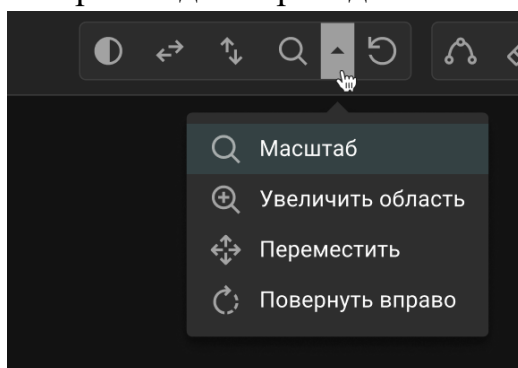 Масштаб
Увеличить область
Переместить
Повернуть вправо